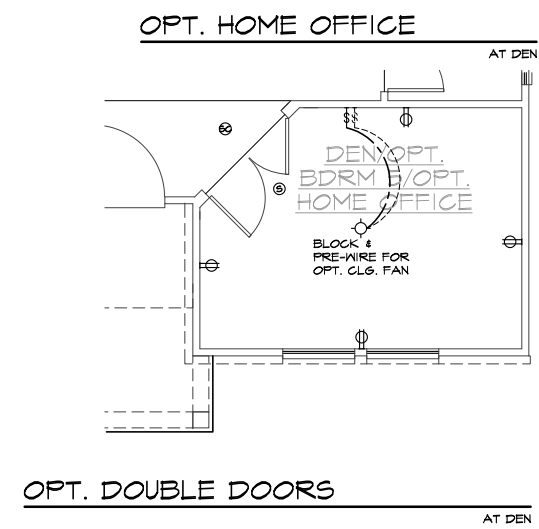 OPT. HOME OFFICE
AT DEN
$$
DEN/OPT.
BDRM 5/OPT.
HOME OFFICE
S
BLOCK &
PRE-WIRE FOR
OPT. CLG. FAN
OPT. DOUBLE DOORS
AT DEN